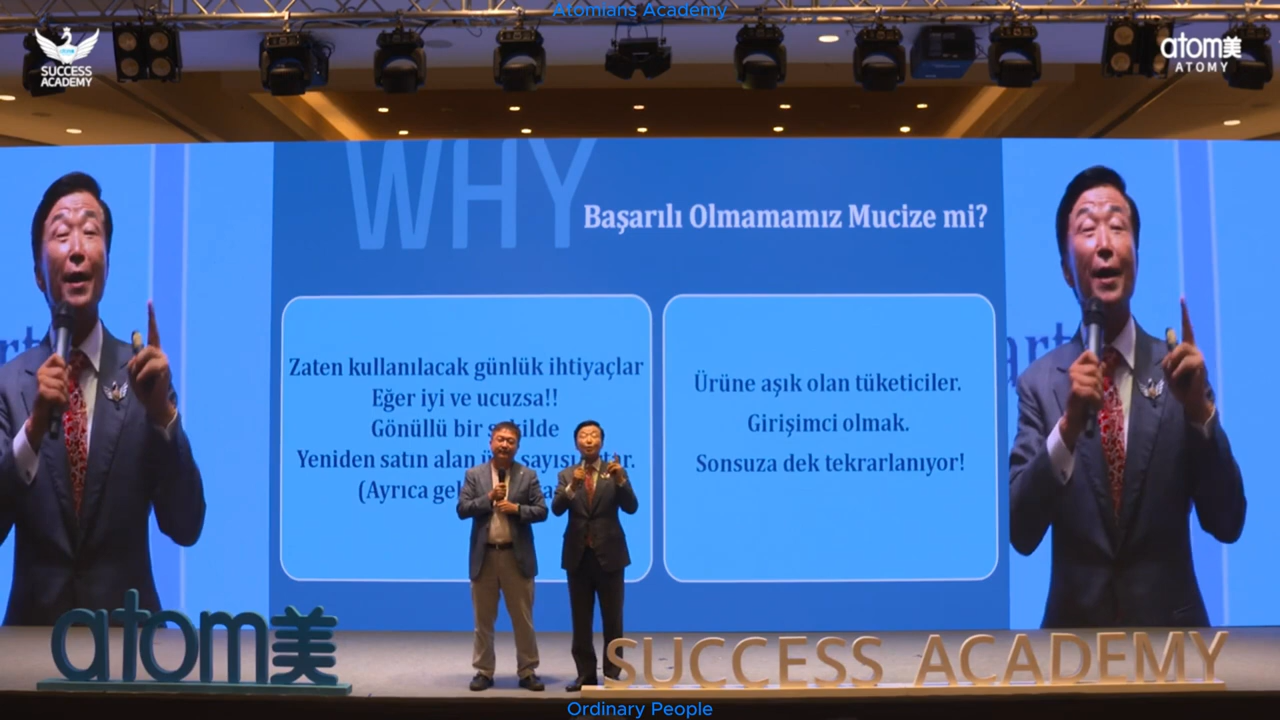 Atomians Academy
SUCCESS
ACADEMY
atom美
ATOMY
WHY
Başarılı Olmamamız Mucize mi?
Zaten kullanılacak günlük ihtiyaçlar
Eğer iyi ve ucuzsa!!
Gönüllü bir
Yeniden satın alan
(Ayrıca
Ürüne aşık olan tüketiciler.
Girişimci olmak.
Sonsuza dek tekrarlanıyor!
atom美
SUCCESS ACADEMY
Ordinary People